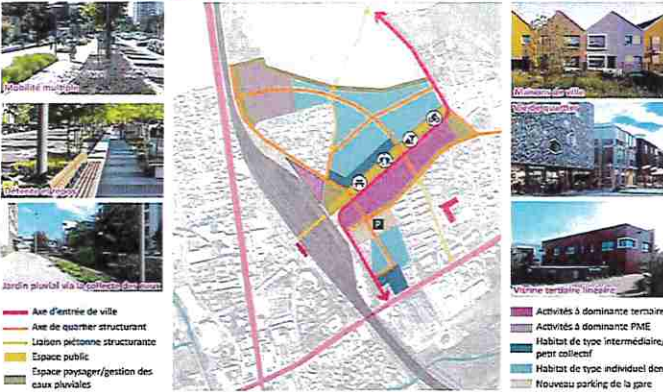 Mobilité multiple
Détente et repos
Jardin pluvial via la collecte des eaux
Axe d'entrée de ville
Axe de quartier structurant
Liaison piétonne structurante
Espace public
Espace paysager/gestion des
eaux pluviales
P
Maisons de ville
Vie de quartier
Vitrine tertiaire linéaire
Activités à dominante tertiaire
Activités à dominante PME
Habitat de type intermédiaire/
petit collectif
Habitat de type individuel
Nouveau parking de la gare